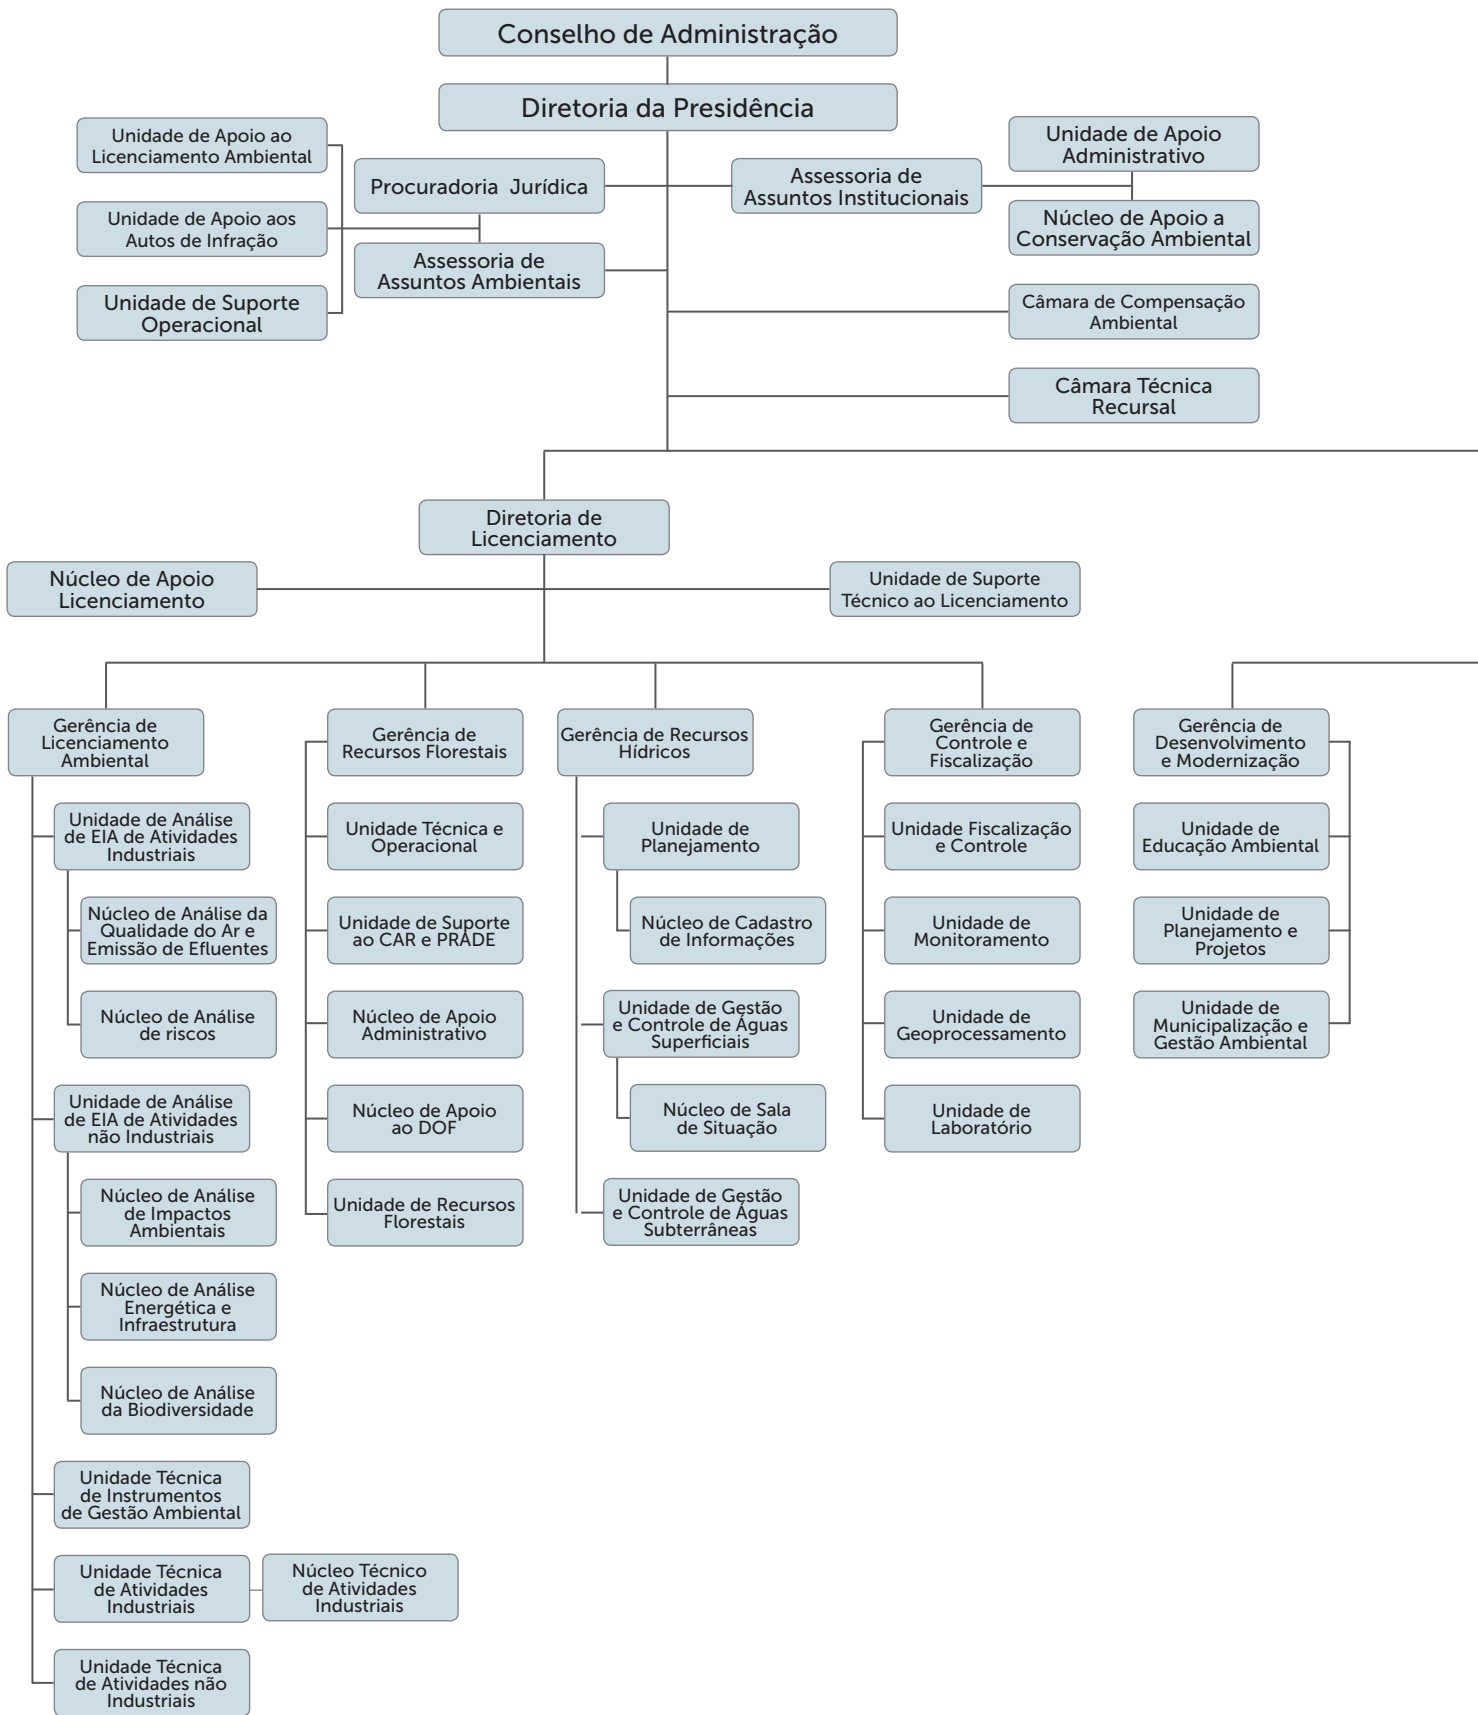 Conselho de Administração
Diretoria da Presidência
Unidade de Apoio ao
Licenciamento Ambiental
Unidade de Apoio aos
Autos de Infração
Unidade de Suporte
Operacional
Procuradoria Jurídica
Assessoria de
Assuntos Ambientais
Assessoria de
Assuntos Institucionais
Unidade de Apoio
Administrativo
Núcleo de Apoio a
Conservação Ambiental
Câmara de Compensação
Ambiental
Câmara Técnica
Recursal
Diretoria de
Licenciamento
Núcleo de Apoio
Licenciamento
Unidade de Suporte
Técnico ao Licenciamento
Gerência de
Licenciamento
Ambiental
Unidade de Análise
de EIA de Atividades
Industriais
Núcleo de Análise da
Qualidade do Ar e
Emissão de Efluentes
Núcleo de Análise
de riscos
Unidade de Análise
de EIA de Atividades
não Industriais
Núcleo de Análise
de Impactos
Ambientais
Núcleo de Análise
Energética e
Infraestrutura
Núcleo de Análise
da Biodiversidade
Unidade Técnica
de Instrumentos
de Gestão Ambiental
Unidade Técnica
de Atividades
Industriais
Núcleo Técnico
de Atividades
Industriais
Unidade Técnica
de Atividades não
Industriais
Gerência de
Recursos Florestais
Unidade Técnica e
Operacional
Unidade de Suporte
ao CAR e PRADE
Núcleo de Apoio
Administrativo
Núcleo de Apoio
ao DOF
Unidade de Recursos
Florestais
Gerência de Recursos
Hídricos
Unidade de
Planejamento
Núcleo de Cadastro
de Informações
Unidade de Gestão
e Controle de Águas
Superficiais
Núcleo de Sala
de Situação
Unidade de Gestão
e Controle de Águas
Subterrâneas
Gerência de
Controle e
Fiscalização
Unidade Fiscalização
e Controle
Unidade de
Monitoramento
Unidade de
Geoprocessamento
Unidade de
Laboratório
Gerência de
Desenvolvimento
e Modernização
Unidade de
Educação Ambiental
Unidade de
Planejamento e
Projetos
Unidade de
Municipalização e
Gestão Ambiental